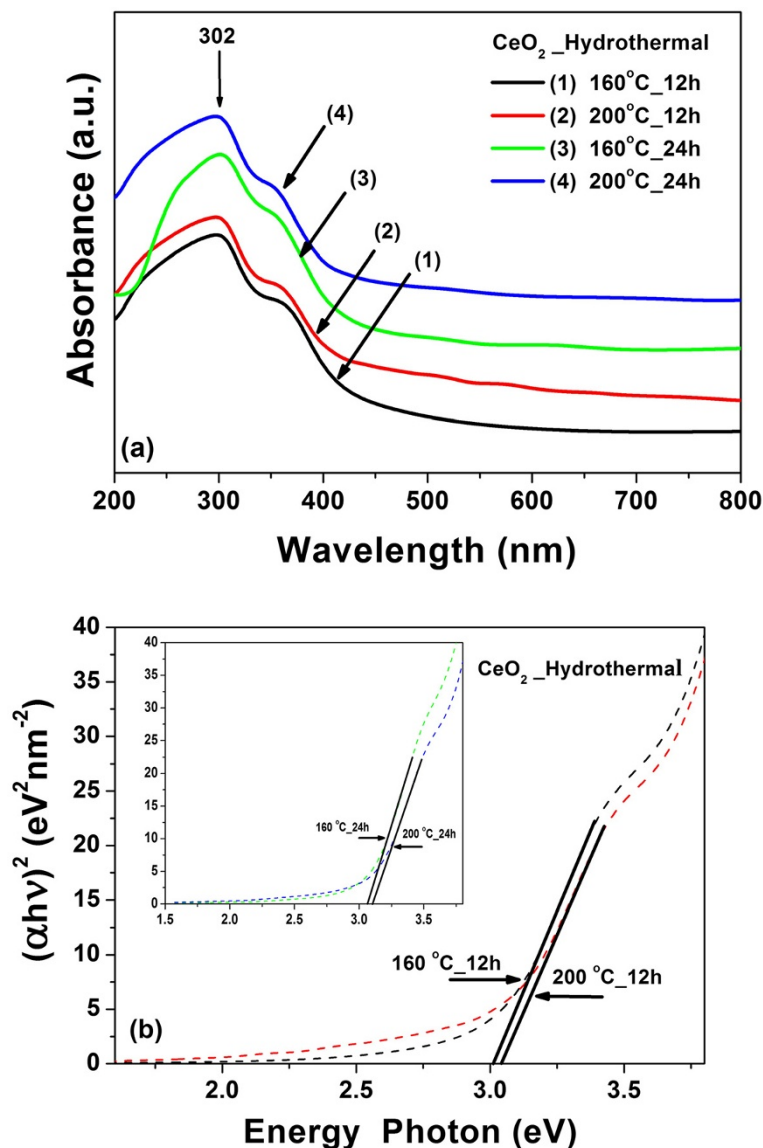 302
CeO₂ _Hydrothermal
(1) 160°C_12h
(2) 200°C_12h
(3) 160°C_24h
(4) 200°C_24h
(4)
(3)
(2)
(1)
Absorbance (a.u.)
(a)
200 300 400 500 600 700 800
Wavelength (nm)
40
35
30
25
20
15
10
5
0
(αhν)² (eV²nm⁻²)
CeO₂ _Hydrothermal
40
35
30
25
20
15
10
5
0
160 °C_24h
200 °C_24h
1.5 2.0 2.5 3.0 3.5
160 °C_12h
200 °C_12h
(b)
2.0 2.5 3.0 3.5
Energy Photon (eV)